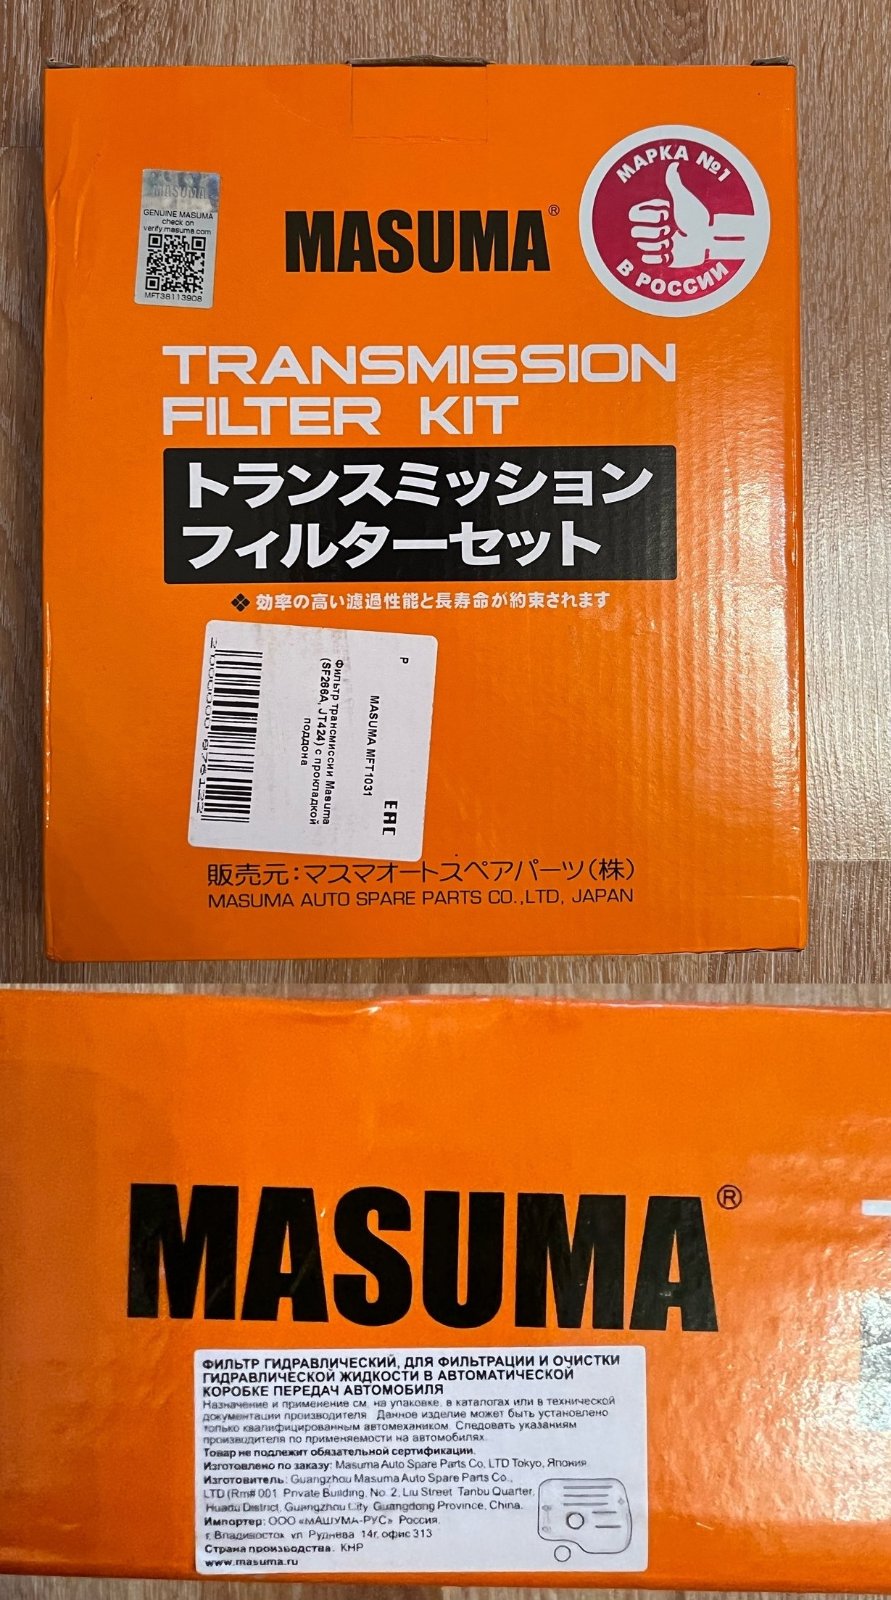 MASUMA
GENUINE MASUMA
check on
verify.masuma.com
MFT38113908
MASUMA®
МАРКА №1
В РОССИИ
TRANSMISSION
FILTER KIT
トランスミッション
フィルターセット
❖ 効率の高い濾過性能と長寿命が約束されます
P
MASUMA MFT1031
EAC
Фильтр трансмиссии Masuma
(SF266A, JT424) с прокладкой
поддона
販売元:マスマオートスペアパーツ(株)
MASUMA AUTO SPARE PARTS CO.,LTD, JAPAN
MASUMA®
ФИЛЬТР ГИДРАВЛИЧЕСКИЙ, ДЛЯ ФИЛЬТРАЦИИ И ОЧИСТКИ
ГИДРАВЛИЧЕСКОЙ ЖИДКОСТИ В АВТОМАТИЧЕСКОЙ
КОРОБКЕ ПЕРЕДАЧ АВТОМОБИЛЯ
Назначение и применение см. на упаковке, в каталогах или в технической
документации производителя. Данное изделие может быть установлено
только квалифицированным автомехаником. Следовать указаниям
производителя по применяемости на автомобилях.
Товар не подлежит обязательной сертификации.
Изготовлено по заказу: Masuma Auto Spare Parts Co, LTD Tokyo, Япония
Изготовитель: Guangzhou Masuma Auto Spare Parts Co.,
LTD (Rm# 001 Private Building, No. 2, Liu Street Tanbu Quarter,
Huadu District, Guangzhou City Guangdong Province, China.
Импортер: ООО «МАШУМА-РУС» Россия,
г. Владивосток ул Руднева 14г, офис 313
Страна производства: КНР
www.masuma.ru